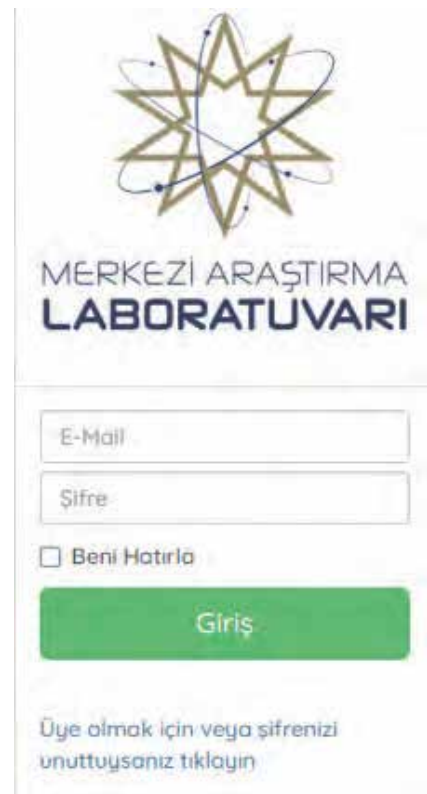 MERKEZİ ARAŞTIRMA
LABORATUVARI
E-Mail
Şifre
Beni Hatırla
Giriş
Üye olmak için veya şifrenizi
unuttuysanız tıklayın